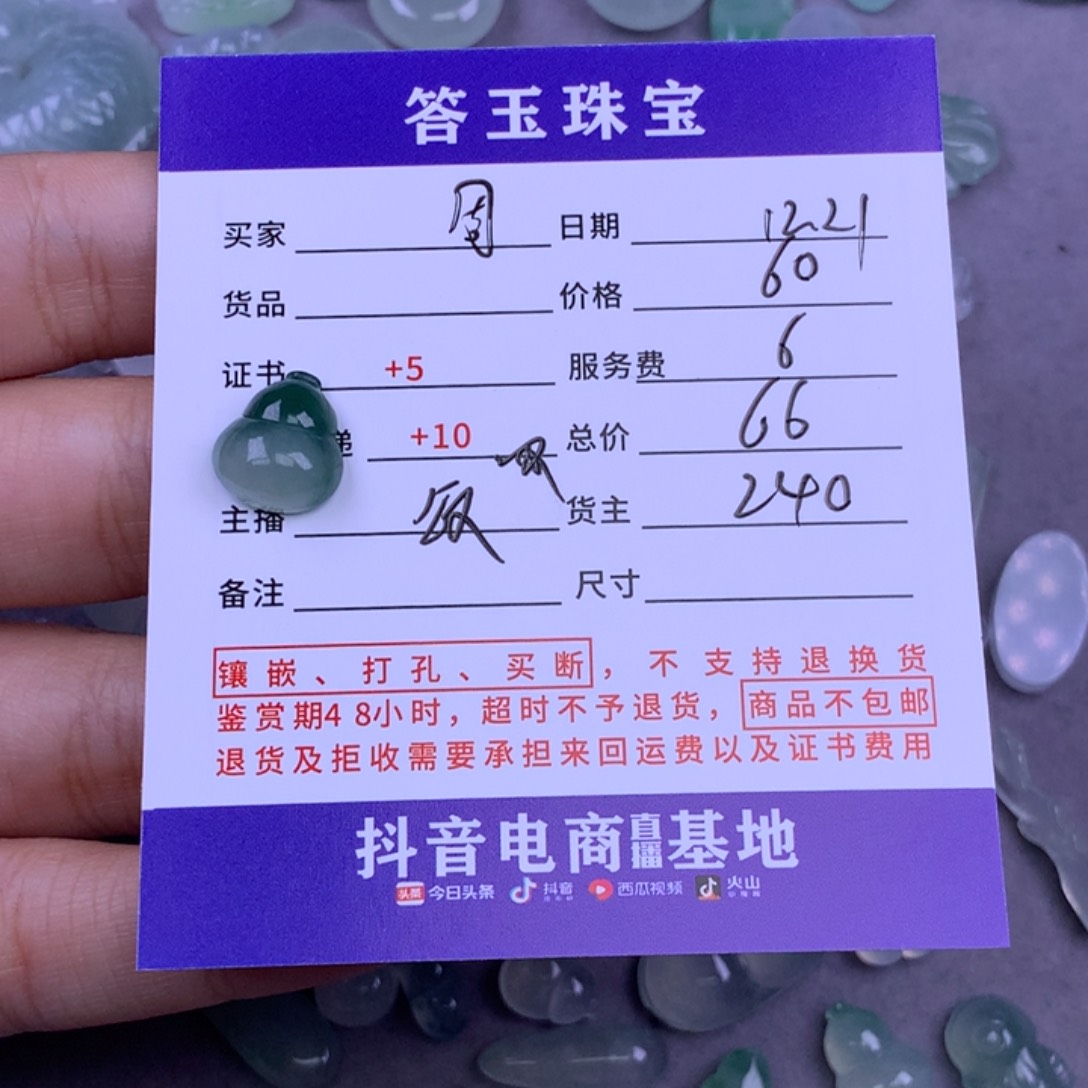 答玉珠宝
买家 周 日期 12.21
货品 价格 60
证书 +5 服务费 6
递 +10 总价 66
主播 货主 240
备注 尺寸
镶嵌、打孔、买断，不支持退换货
鉴赏期48小时，超时不予退货，商品不包邮
退货及拒收需要承担来回运费以及证书费用
抖音电商直播基地
头条 今日头条 抖音 西瓜视频 火山